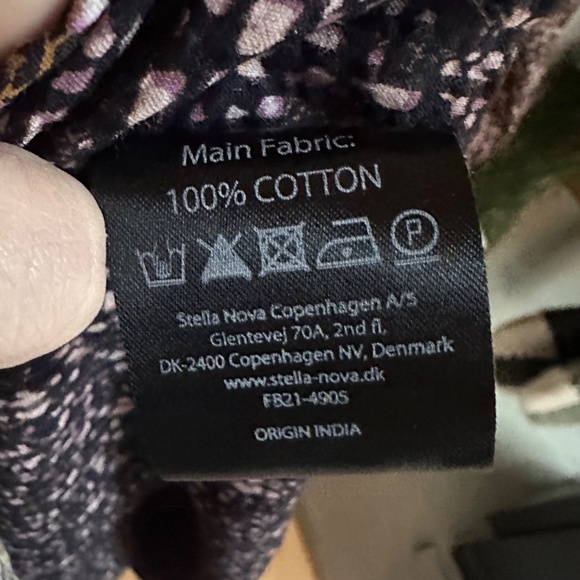 Main Fabric:
100% COTTON
P
Stella Nova Copenhagen A/S
Glentevej 70A, 2nd fl,
DK-2400 Copenhagen NV, Denmark
www.stella-nova.dk
FB21-4905
ORIGIN INDIA